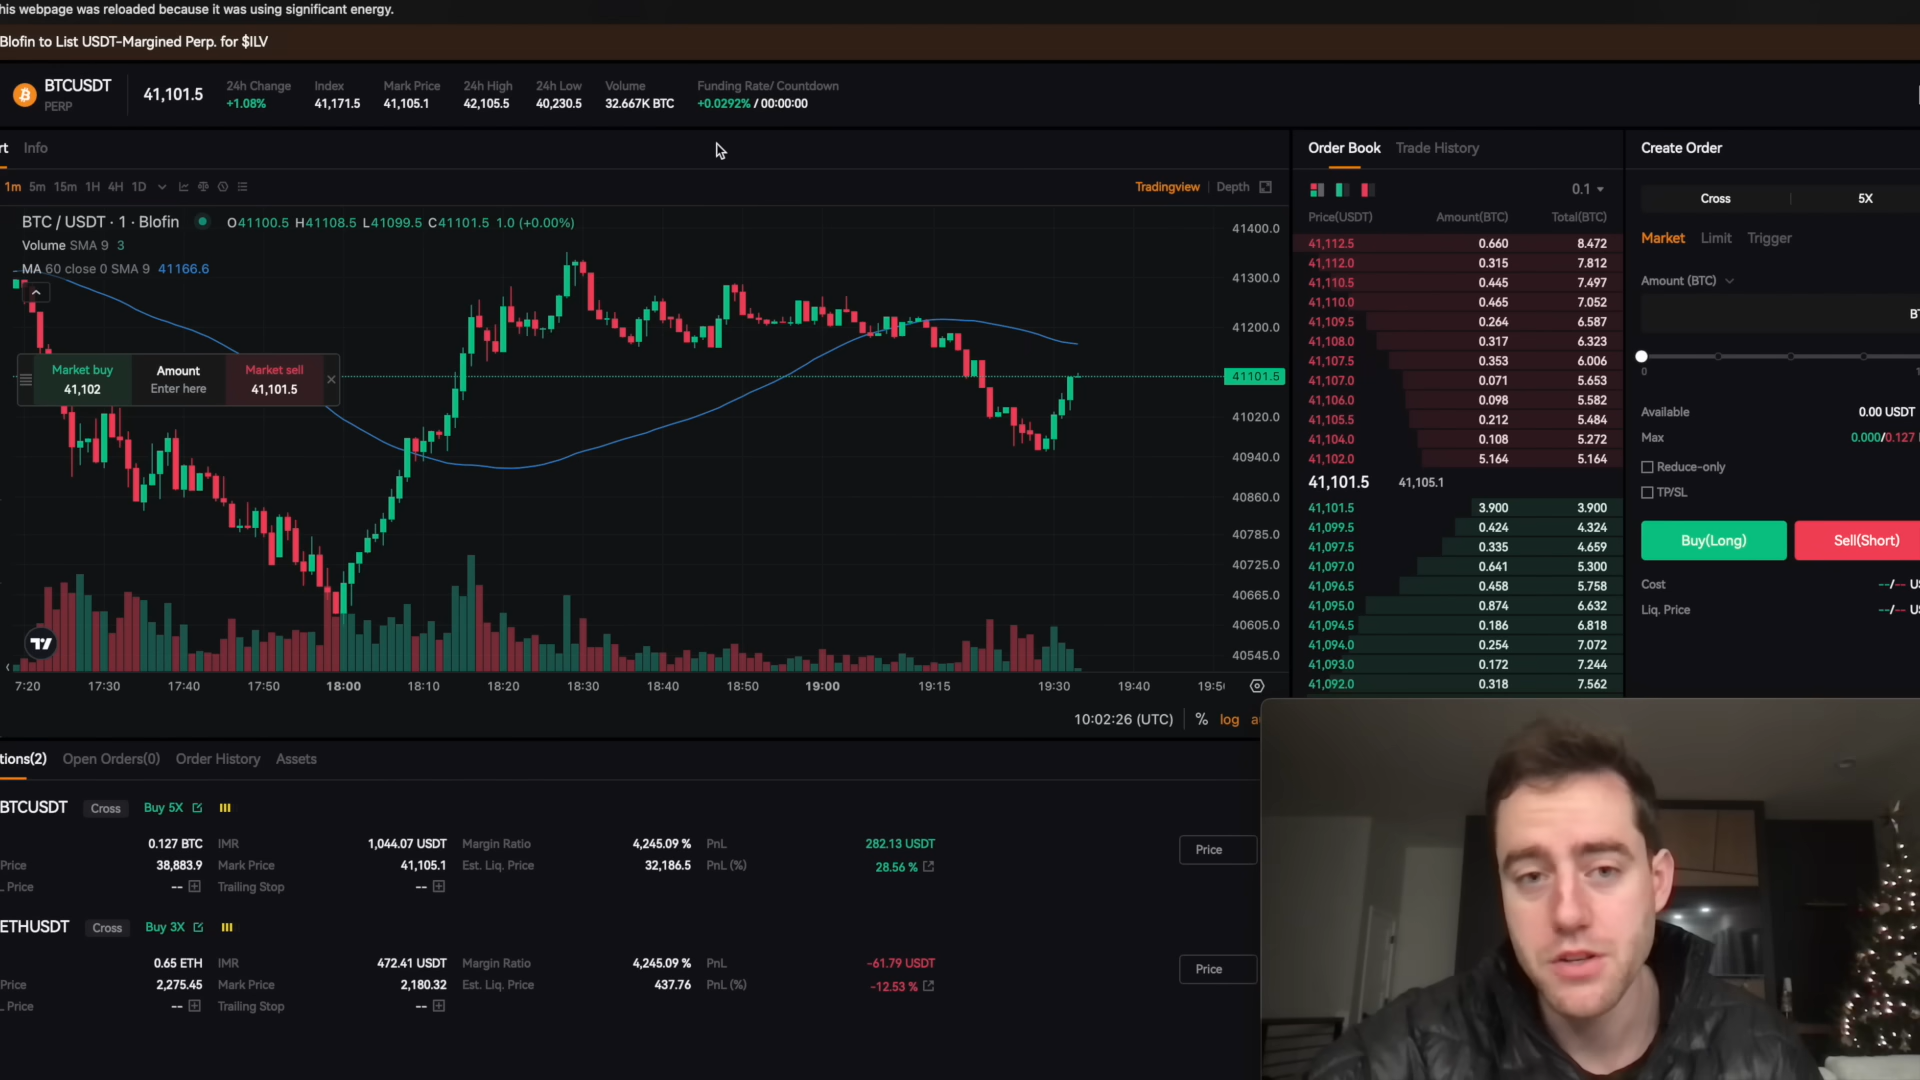 his webpage was reloaded because it was using significant energy.
Blofin to List USDT-Margined Perp. for $ILV
BTCUSDT
PERP
41,101.5
24h Change
+1.08%
Index
41,171.5
Mark Price
41,105.1
24h High
42,105.5
24h Low
40,230.5
Volume
32.667K BTC
Funding Rate/ Countdown
+0.0292% / 00:00:00
rt Info
1m 5m 15m 1H 4H 1D
Tradingview Depth
BTC / USDT · 1 · Blofin O41100.5 H41108.5 L41099.5 C41101.5 1.0 (+0.00%)
Volume SMA 9 3
MA 60 close 0 SMA 9 41166.6
Market buy
41,102
Amount
Enter here
Market sell
41,101.5
41400.0
41300.0
41200.0
41101.5
41020.0
40940.0
40860.0
40785.0
40725.0
40665.0
40605.0
40545.0
7:20 17:30 17:40 17:50 18:00 18:10 18:20 18:30 18:40 18:50 19:00 19:15 19:30 19:40 19:5
10:02:26 (UTC) % log a
Order Book Trade History
0.1
Price(USDT) Amount(BTC) Total(BTC)
41,112.5 0.660 8.472
41,112.0 0.315 7.812
41,110.5 0.445 7.497
41,110.0 0.465 7.052
41,109.5 0.264 6.587
41,108.0 0.317 6.323
41,107.5 0.353 6.006
41,107.0 0.071 5.653
41,106.0 0.098 5.582
41,105.5 0.212 5.484
41,104.0 0.108 5.272
41,102.0 5.164 5.164
41,101.5 41,105.1
41,101.5 3.900 3.900
41,099.5 0.424 4.324
41,097.5 0.335 4.659
41,097.0 0.641 5.300
41,096.5 0.458 5.758
41,095.0 0.874 6.632
41,094.5 0.186 6.818
41,094.0 0.254 7.072
41,093.0 0.172 7.244
41,092.0 0.318 7.562
Create Order
Cross 5X
Market Limit Trigger
Amount (BTC)
BT
0 1
Available 0.00 USDT
Max 0.000/0.127
Reduce-only
TP/SL
Buy(Long) Sell(Short)
Cost --/-- US
Liq. Price --/-- US
tions(2) Open Orders(0) Order History Assets
BTCUSDT Cross Buy 5X
0.127 BTC IMR 1,044.07 USDT Margin Ratio 4,245.09 % PnL 282.13 USDT
Price 38,883.9 Mark Price 41,105.1 Est. Liq. Price 32,186.5 PnL (%) 28.56 %
L Price -- Trailing Stop --
Price
ETHUSDT Cross Buy 3X
0.65 ETH IMR 472.41 USDT Margin Ratio 4,245.09 % PnL -61.79 USDT
Price 2,275.45 Mark Price 2,180.32 Est. Liq. Price 437.76 PnL (%) -12.53 %
L Price -- Trailing Stop --
Price